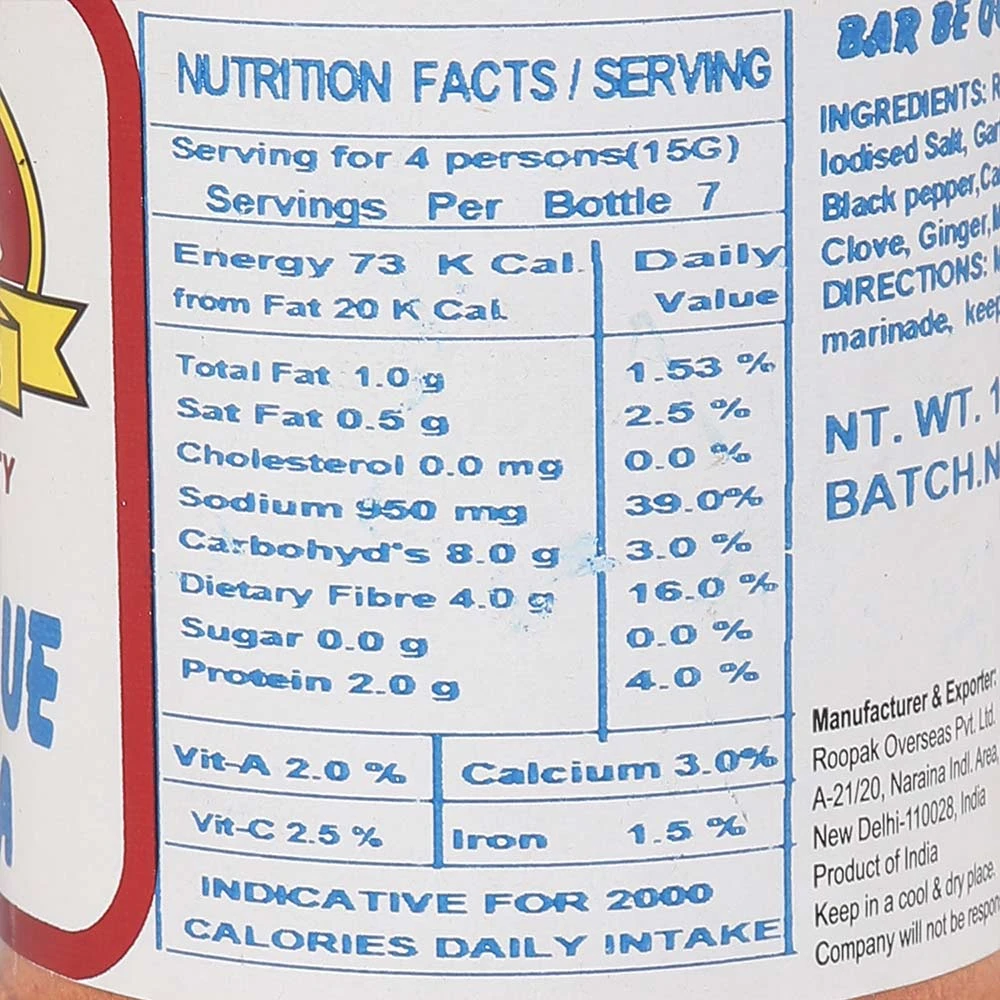 NUTRITION FACTS / SERVING
Serving for 4 persons(15G)
Servings Per Bottle 7
Energy 73 K Cal.
from Fat 20 K Cal.
Daily
Value
Total Fat 1.0 g 1.53 %
Sat Fat 0.5 g 2.5 %
Cholesterol 0.0 mg 0.0 %
Sodium 950 mg 39.0%
Carbohyd's 8.0 g 3.0 %
Dietary Fibre 4.0 g 16.0 %
Sugar 0.0 g 0.0 %
Protein 2.0 g 4.0 %
Vit-A 2.0 % Calcium 3.0%
Vit-C 2.5 % Iron 1.5 %
INDICATIVE FOR 2000
CALORIES DAILY INTAKE
BAR BE
INGREDIENTS:
Iodised Salt,
Black pepper,
Clove, Ginger,
DIRECTIONS:
marinade, keep
NT. WT.
BATCH.N
Manufacturer & Exporter:
Roopak Overseas Pvt. Ltd.
A-21/20, Naraina Indl. Area,
New Delhi-110028, India
Product of India
Keep in a cool & dry place.
Company will not be respon
UE
A
Y